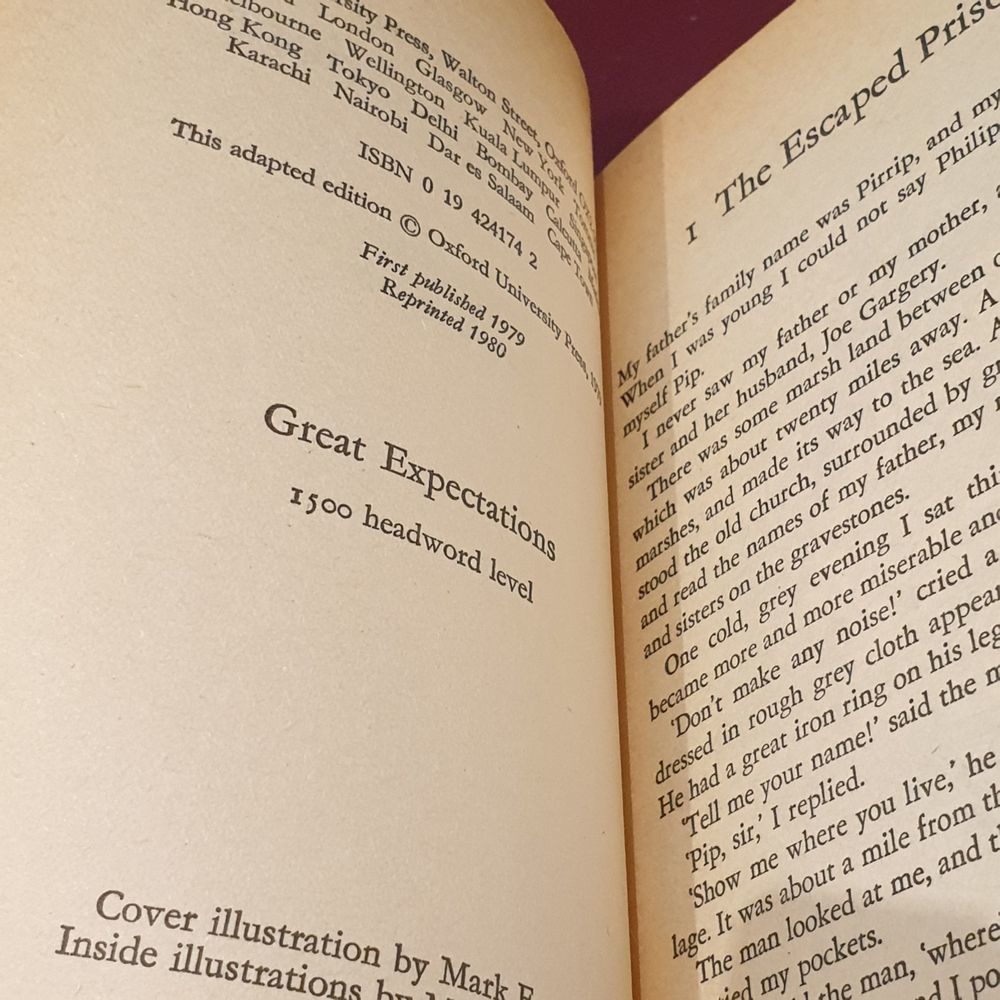 sity Press, Walton Street, Oxford
London Glasgow New York
elbourne Wellington Kuala Lumpur
Hong Kong Tokyo Delhi Bombay Calcutta
Karachi Nairobi Dar es Salaam Cape Town
ISBN 0 19 424174 2
This adapted edition © Oxford University Press,
First published 1979
Reprinted 1980
Great Expectations
1500 headword level
Cover illustration by Mark
Inside illustrations by
1 The Escaped
My father's family name was Pirrip, and my
When I was young I could not say Philip
myself Pip.
I never saw my father or my mother,
sister and her husband, Joe Gargery.
There was some marsh land between
which was about twenty miles away. A
marshes, and made its way to the sea. A
stood the old church, surrounded by
and read the names of my father, my
and sisters on the gravestones.
One cold, grey evening I sat
became more and more miserable and
'Don't make any noise!' cried a
dressed in rough grey cloth
He had a great iron ring on his leg
'Tell me your name!' said the
'Pip, sir,' I replied.
'Show me where you live,' he
lage. It was about a mile from
The man looked at me, and
my pockets.
the man, 'where
I